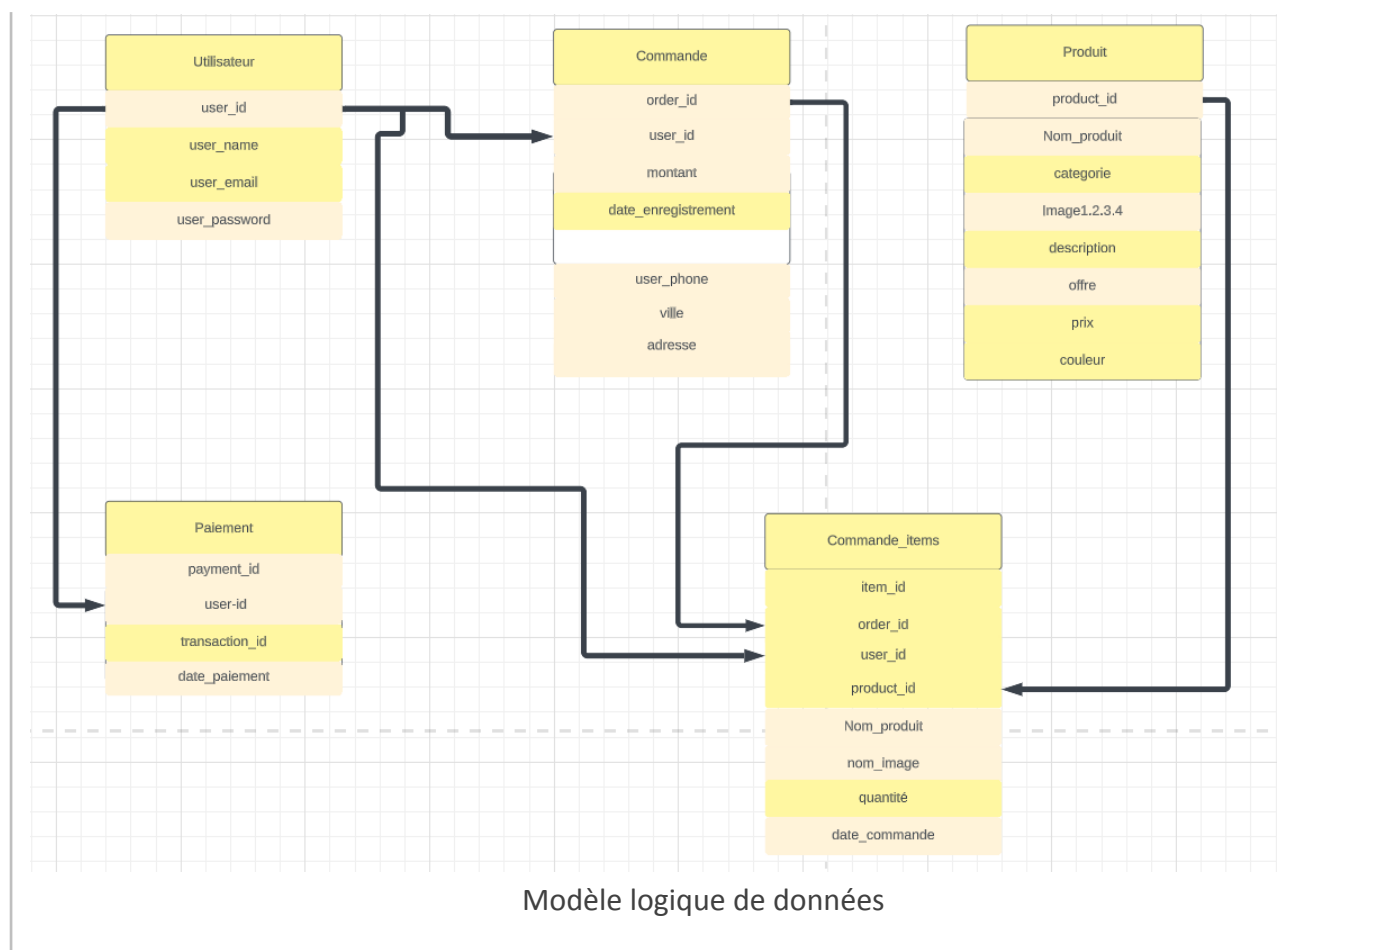 Utilisateur
user_id
user_name
user_email
user_password
Commande
order_id
user_id
montant
date_enregistrement
user_phone
ville
adresse
Produit
product_id
Nom_produit
categorie
Image1.2.3.4
description
offre
prix
couleur
Paiement
payment_id
user-id
transaction_id
date_paiement
Commande_items
item_id
order_id
user_id
product_id
Nom_produit
nom_image
quantité
date_commande
Modèle logique de données